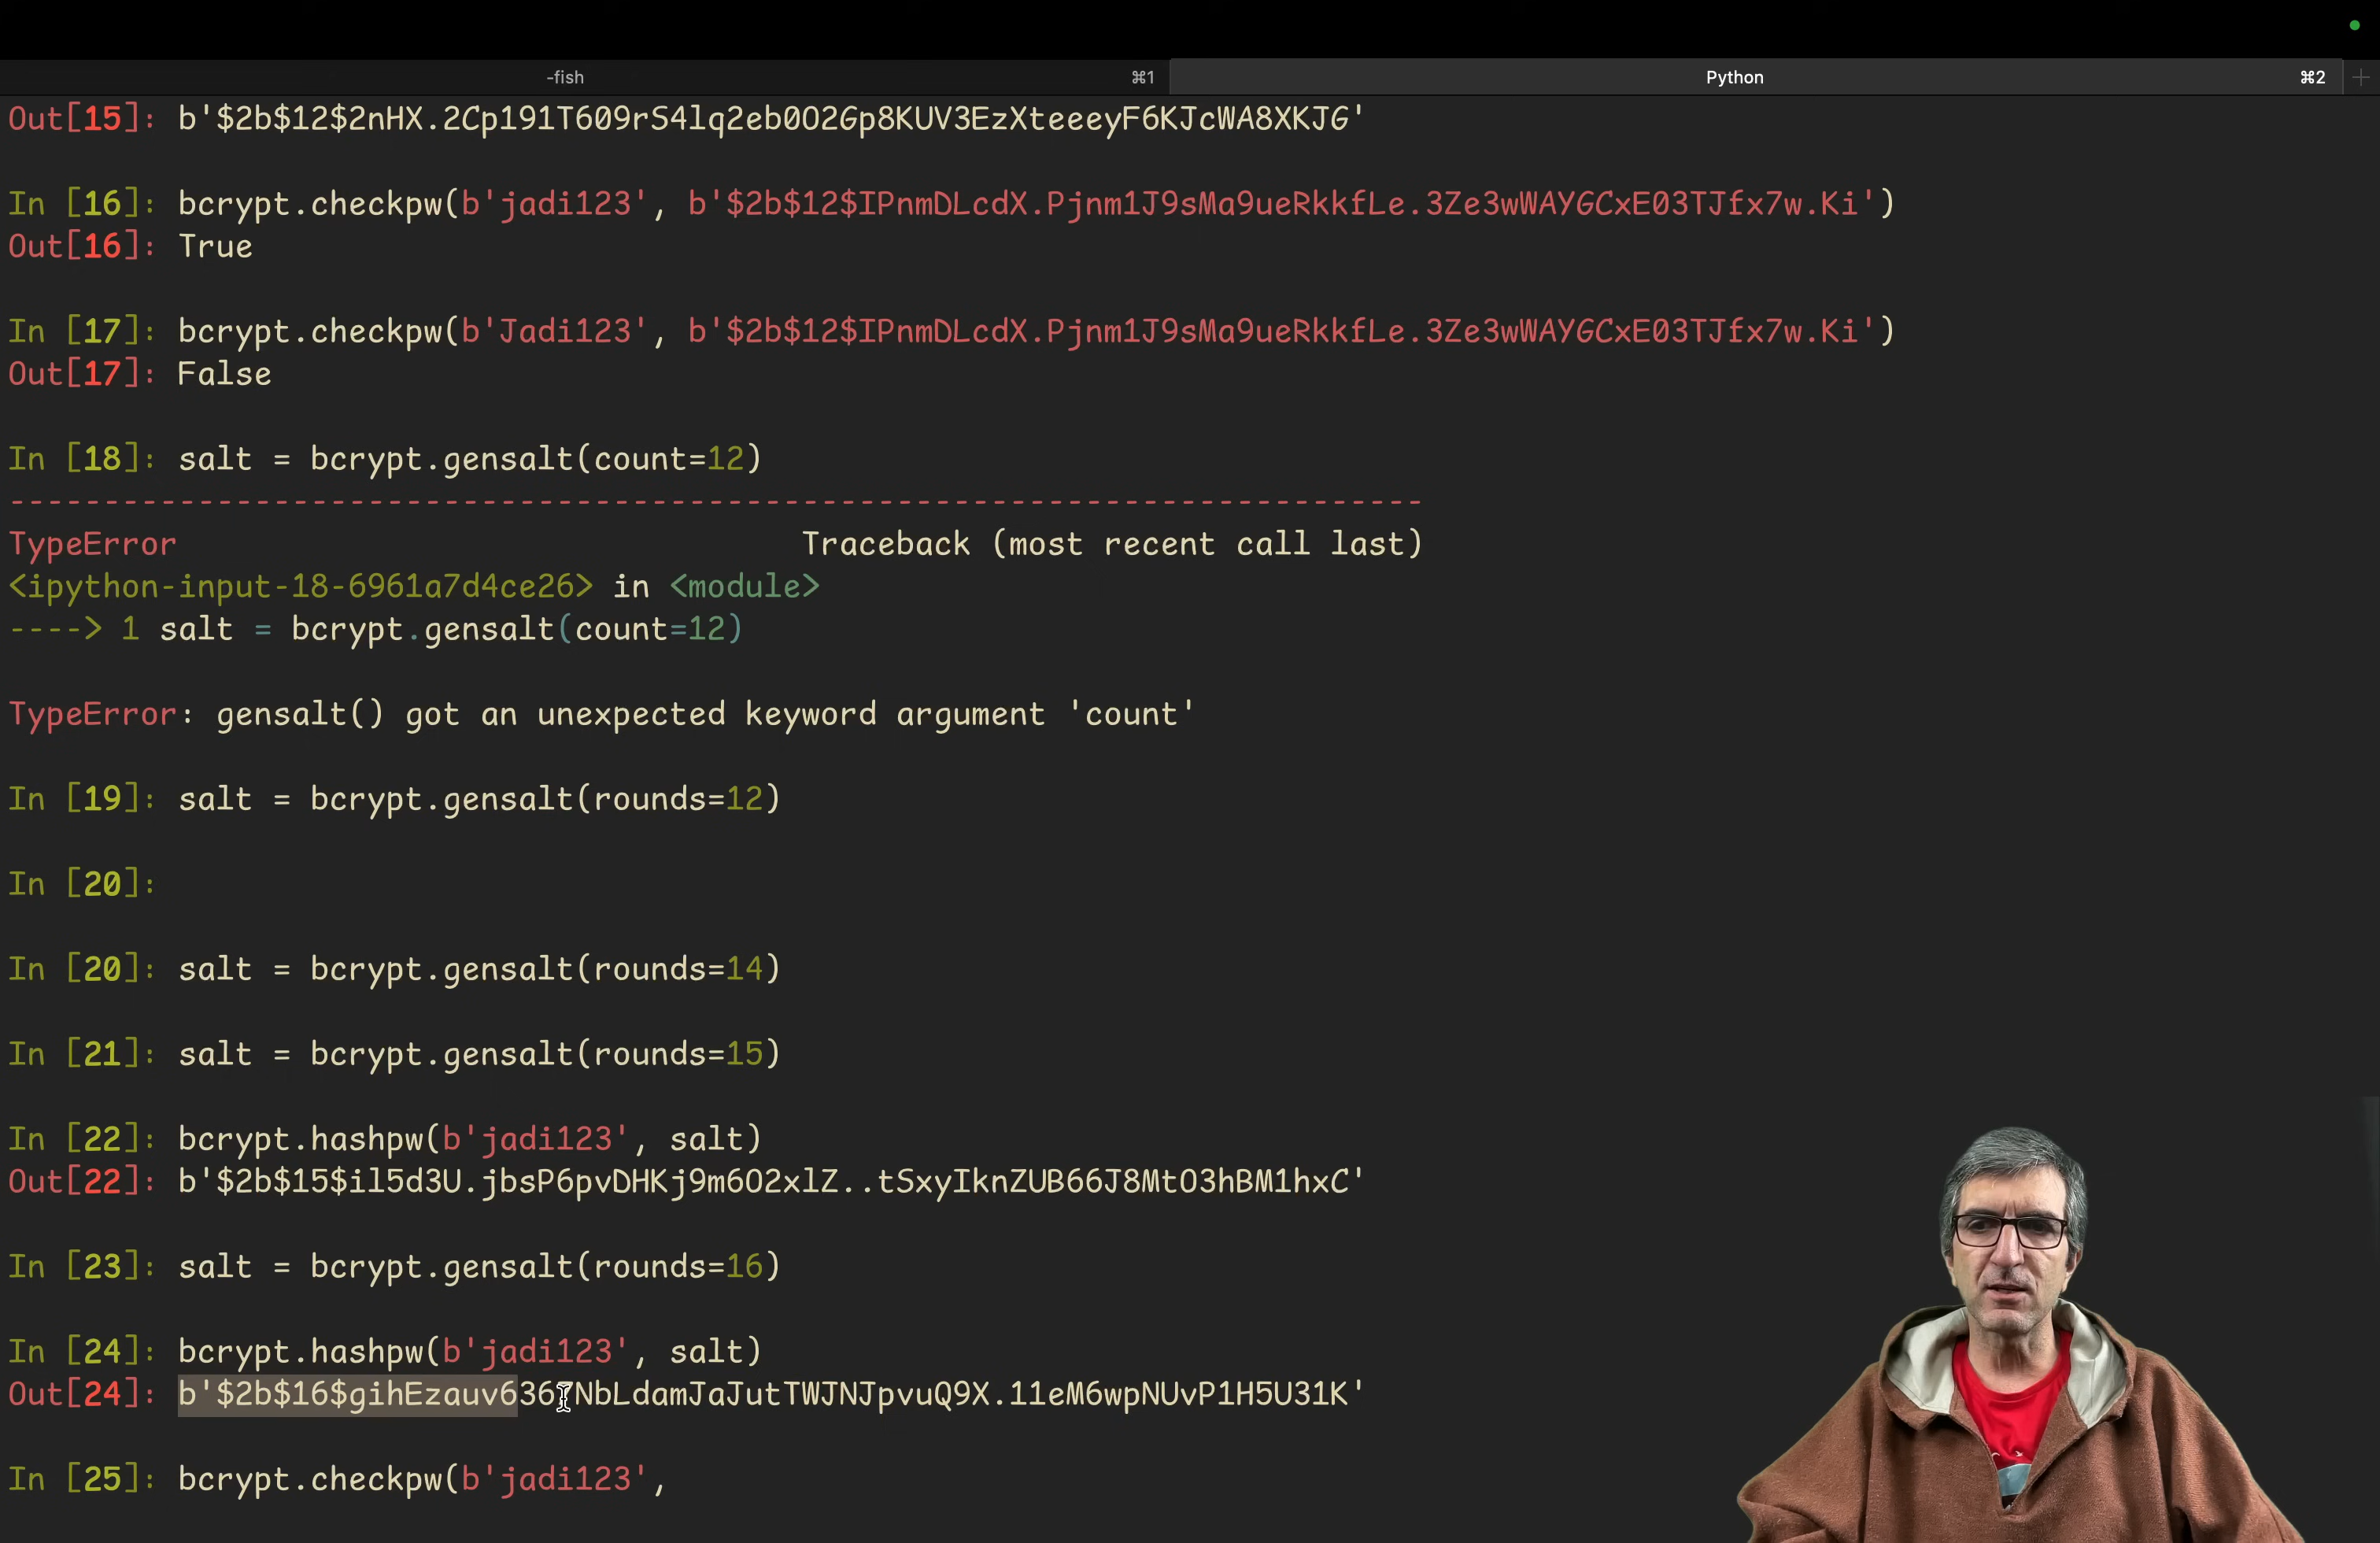 -fish ⌘1 Python ⌘2 +
Out[15]: b'$2b$12$2nHX.2Cp191T609rS4lq2eb0O2Gp8KUV3EzXteeeyF6KJcWA8XKJG'
In [16]: bcrypt.checkpw(b'jadi123', b'$2b$12$IPnmDLcdX.Pjnm1J9sMa9ueRkkfLe.3Ze3wWAYGCxE03TJfx7w.Ki')
Out[16]: True
In [17]: bcrypt.checkpw(b'Jadi123', b'$2b$12$IPnmDLcdX.Pjnm1J9sMa9ueRkkfLe.3Ze3wWAYGCxE03TJfx7w.Ki')
Out[17]: False
In [18]: salt = bcrypt.gensalt(count=12)
---------------------------------------------------------------------------
TypeError                                 Traceback (most recent call last)
<ipython-input-18-6961a7d4ce26> in <module>
----> 1 salt = bcrypt.gensalt(count=12)
TypeError: gensalt() got an unexpected keyword argument 'count'
In [19]: salt = bcrypt.gensalt(rounds=12)
In [20]:
In [20]: salt = bcrypt.gensalt(rounds=14)
In [21]: salt = bcrypt.gensalt(rounds=15)
In [22]: bcrypt.hashpw(b'jadi123', salt)
Out[22]: b'$2b$15$il5d3U.jbsP6pvDHKj9m6O2xlZ..tSxyIknZUB66J8MtO3hBM1hxC'
In [23]: salt = bcrypt.gensalt(rounds=16)
In [24]: bcrypt.hashpw(b'jadi123', salt)
Out[24]: b'$2b$16$gihEzauv6367NbLdamJaJutTWJNJpvuQ9X.11eM6wpNUvP1H5U31K'
In [25]: bcrypt.checkpw(b'jadi123',